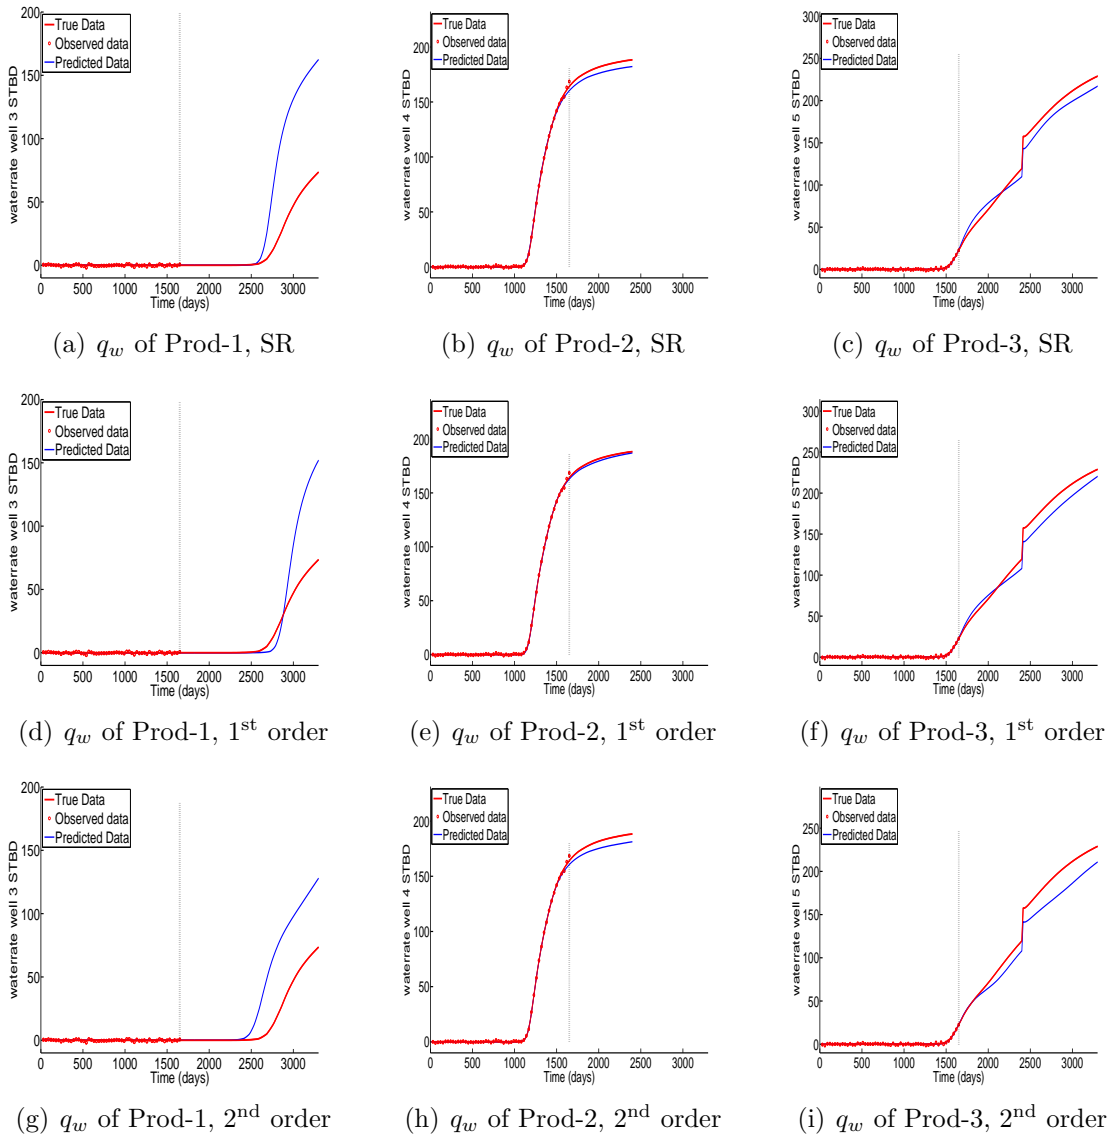 200
150
100
50
0
waterrate well 3 STBD
True Data
Observed data
Predicted Data
0 500 1000 1500 2000 2500 3000
Time (days)
(a) q_w of Prod-1, SR
200
150
100
50
0
waterrate well 4 STBD
True Data
Observed data
Predicted Data
0 500 1000 1500 2000 2500 3000
Time (days)
(b) q_w of Prod-2, SR
300
250
200
150
100
50
0
waterrate well 5 STBD
True Data
Observed data
Predicted Data
0 500 1000 1500 2000 2500 3000
Time (days)
(c) q_w of Prod-3, SR
200
150
100
50
0
waterrate well 3 STBD
True Data
Observed data
Predicted Data
0 500 1000 1500 2000 2500 3000
Time (days)
(d) q_w of Prod-1, 1st order
200
150
100
50
0
waterrate well 4 STBD
True Data
Observed data
Predicted Data
0 500 1000 1500 2000 2500 3000
Time (days)
(e) q_w of Prod-2, 1st order
300
250
200
150
100
50
0
waterrate well 5 STBD
True Data
Observed data
Predicted Data
0 500 1000 1500 2000 2500 3000
Time (days)
(f) q_w of Prod-3, 1st order
200
150
100
50
0
waterrate well 3 STBD
True Data
Observed data
Predicted Data
0 500 1000 1500 2000 2500 3000
Time (days)
(g) q_w of Prod-1, 2nd order
200
150
100
50
0
waterrate well 4 STBD
True Data
Observed data
Predicted Data
0 500 1000 1500 2000 2500 3000
Time (days)
(h) q_w of Prod-2, 2nd order
250
200
150
100
50
0
waterrate well 5 STBD
True Data
Observed data
Predicted Data
0 500 1000 1500 2000 2500 3000
Time (days)
(i) q_w of Prod-3, 2nd order